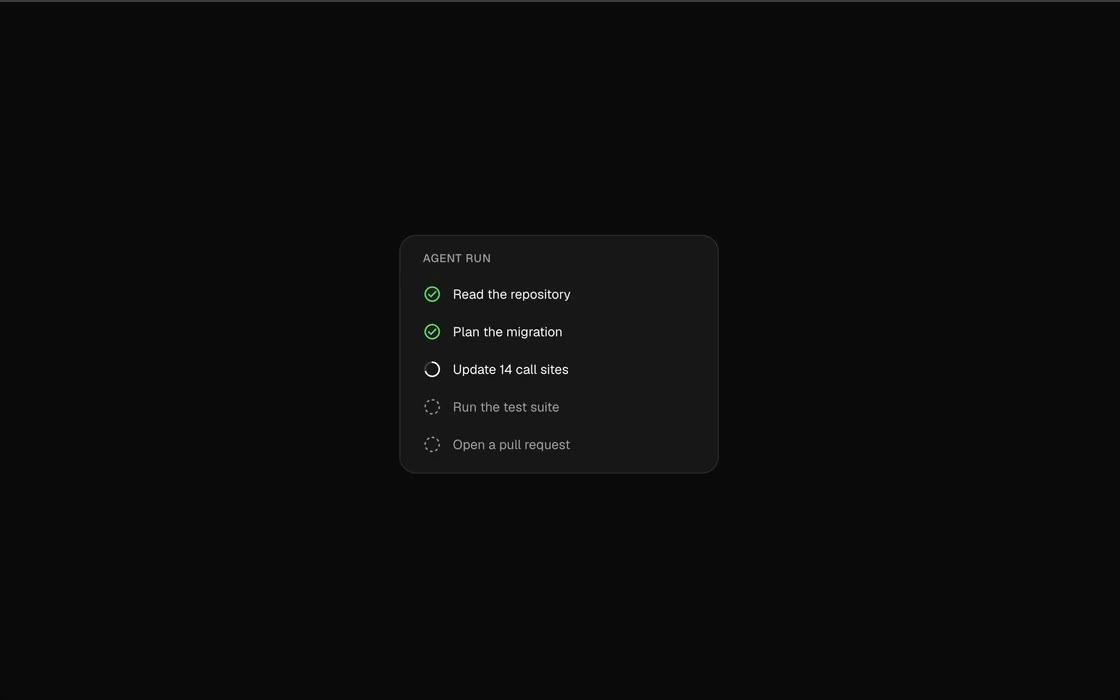 AGENT RUN
Read the repository
Plan the migration
Update 14 call sites
Run the test suite
Open a pull request